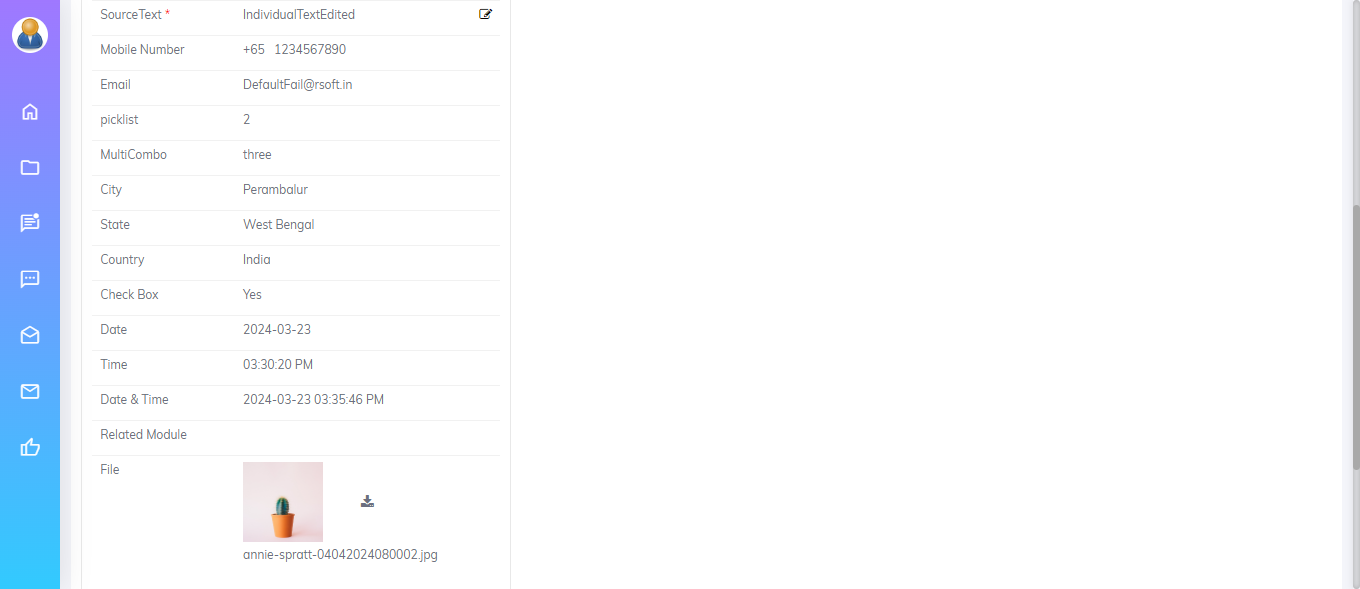 SourceText * IndividualTextEdited
Mobile Number +65 1234567890
Email DefaultFail@rsoft.in
picklist 2
MultiCombo three
City Perambalur
State West Bengal
Country India
Check Box Yes
Date 2024-03-23
Time 03:30:20 PM
Date & Time 2024-03-23 03:35:46 PM
Related Module
File
annie-spratt-04042024080002.jpg